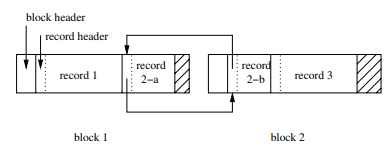 block header
record header
record 1
record
2−a
record
2−b
record 3
block 1
block 2